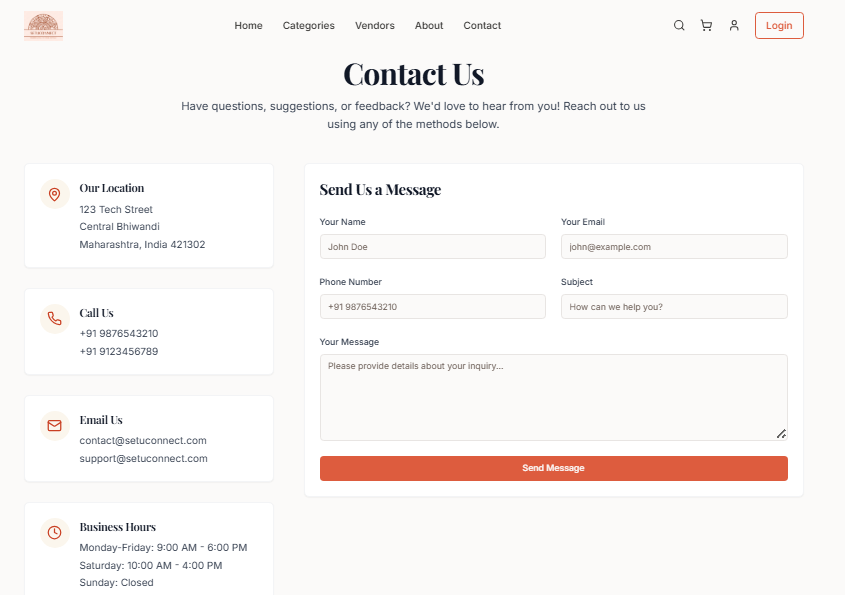 SETUCONNECT
Home
Categories
Vendors
About
Contact
Login
Contact Us
Have questions, suggestions, or feedback? We'd love to hear from you! Reach out to us
using any of the methods below.
Our Location
123 Tech Street
Central Bhiwandi
Maharashtra, India 421302
Call Us
+91 9876543210
+91 9123456789
Email Us
contact@setuconnect.com
support@setuconnect.com
Business Hours
Monday-Friday: 9:00 AM - 6:00 PM
Saturday: 10:00 AM - 4:00 PM
Sunday: Closed
Send Us a Message
Your Name
John Doe
Your Email
john@example.com
Phone Number
+91 9876543210
Subject
How can we help you?
Your Message
Please provide details about your inquiry...
Send Message